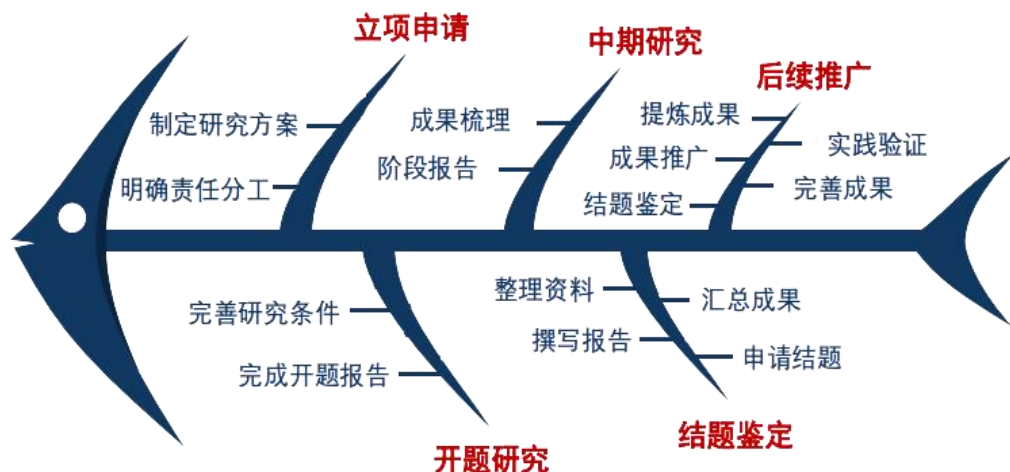 立项申请
制定研究方案
明确责任分工
中期研究
成果梳理
阶段报告
后续推广
提炼成果
实践验证
成果推广
完善成果
结题鉴定
完善研究条件
完成开题报告
开题研究
整理资料
汇总成果
撰写报告
申请结题
结题鉴定